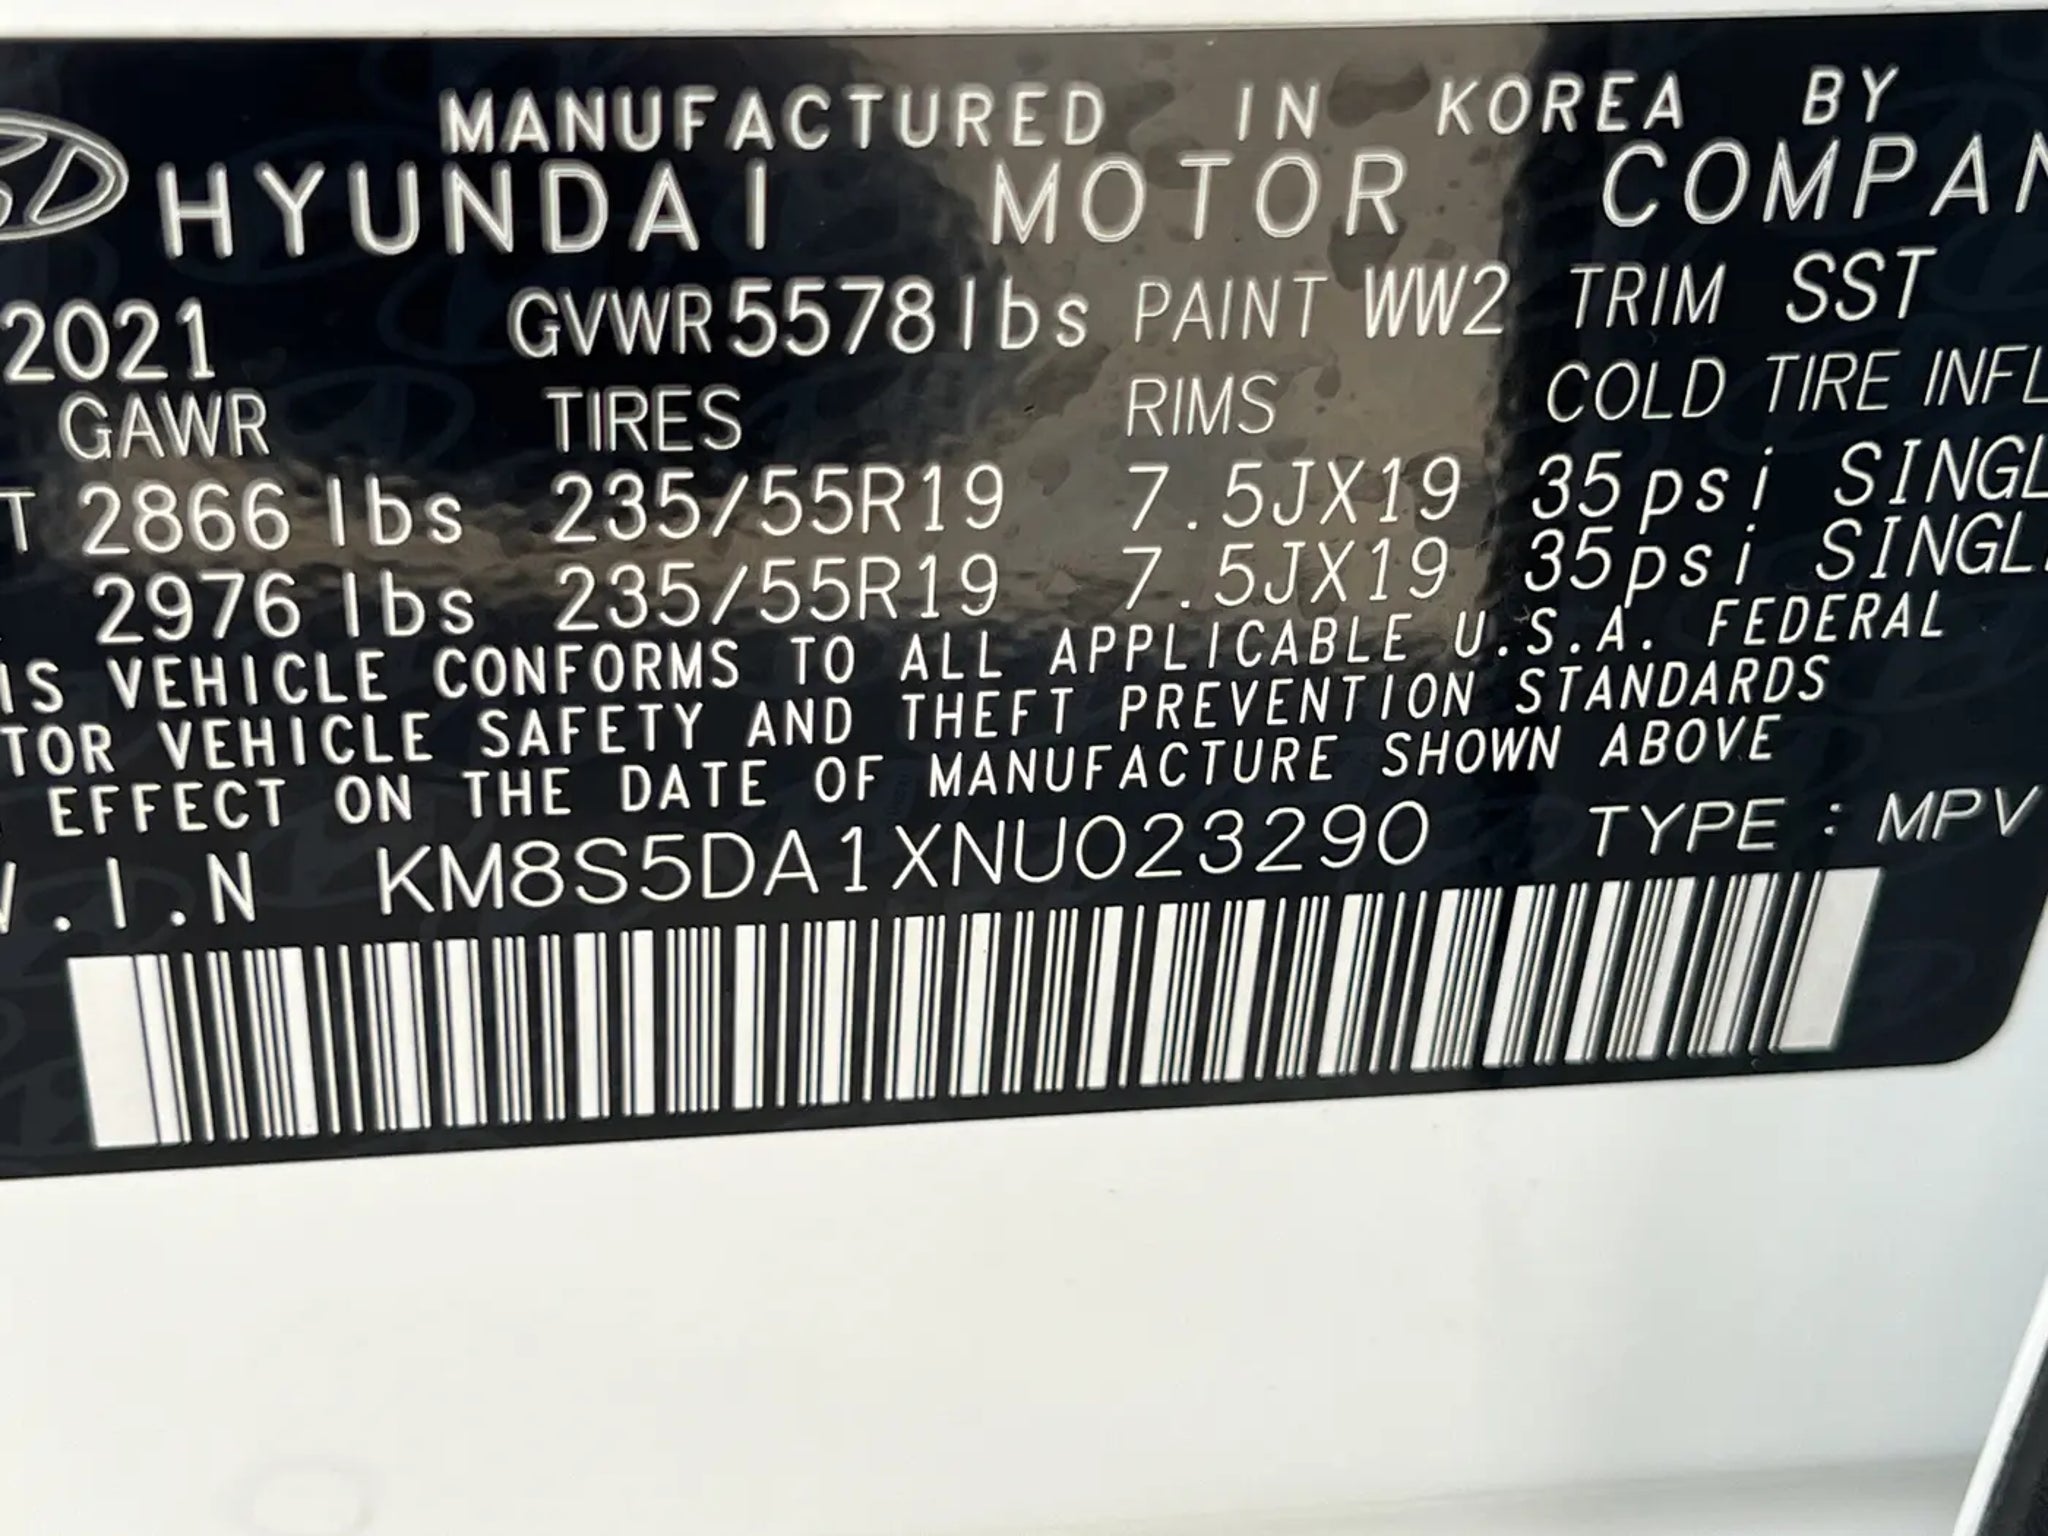 MANUFACTURED IN KOREA BY
HYUNDAI MOTOR COMPAN
2021 GVWR 5578lbs PAINT WW2 TRIM SST
GAWR TIRES RIMS COLD TIRE INFL
T 2866 lbs 235/55R19 7.5JX19 35psi SINGL
2976 lbs 235/55R19 7.5JX19 35psi SINGL
IS VEHICLE CONFORMS TO ALL APPLICABLE U.S.A. FEDERAL
TOR VEHICLE SAFETY AND THEFT PREVENTION STANDARDS
EFFECT ON THE DATE OF MANUFACTURE SHOWN ABOVE
V.I.N KM8S5DA1XNU023290 TYPE : MPV